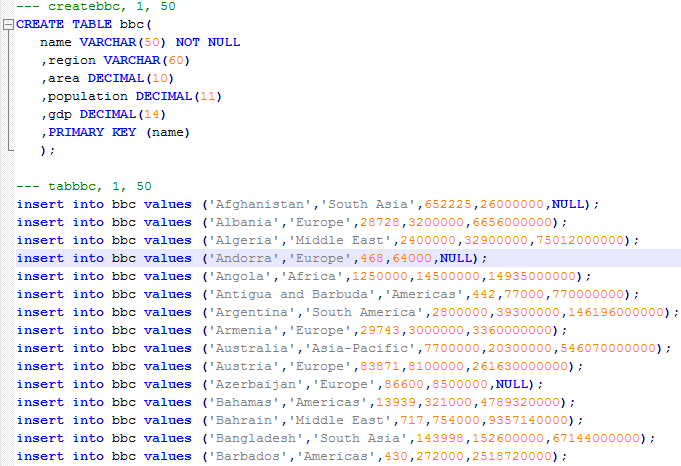 --- createbbc, 1, 50
CREATE TABLE bbc(
name VARCHAR(50) NOT NULL
,region VARCHAR(60)
,area DECIMAL(10)
,population DECIMAL(11)
,gdp DECIMAL(14)
,PRIMARY KEY (name)
);
--- tabbbc, 1, 50
insert into bbc values ('Afghanistan','South Asia',652225,26000000,NULL);
insert into bbc values ('Albania','Europe',28728,3200000,6656000000);
insert into bbc values ('Algeria','Middle East',2400000,32900000,75012000000);
insert into bbc values ('Andorra','Europe',468,64000,NULL);
insert into bbc values ('Angola','Africa',1250000,14500000,14935000000);
insert into bbc values ('Antigua and Barbuda','Americas',442,77000,770000000);
insert into bbc values ('Argentina','South America',2800000,39300000,146196000000);
insert into bbc values ('Armenia','Europe',29743,3000000,3360000000);
insert into bbc values ('Australia','Asia-Pacific',7700000,20300000,546070000000);
insert into bbc values ('Austria','Europe',83871,8100000,261630000000);
insert into bbc values ('Azerbaijan','Europe',86600,8500000,NULL);
insert into bbc values ('Bahamas','Americas',13939,321000,4789320000);
insert into bbc values ('Bahrain','Middle East',717,754000,9357140000);
insert into bbc values ('Bangladesh','South Asia',143998,152600000,67144000000);
insert into bbc values ('Barbados','Americas',430,272000,2518720000);